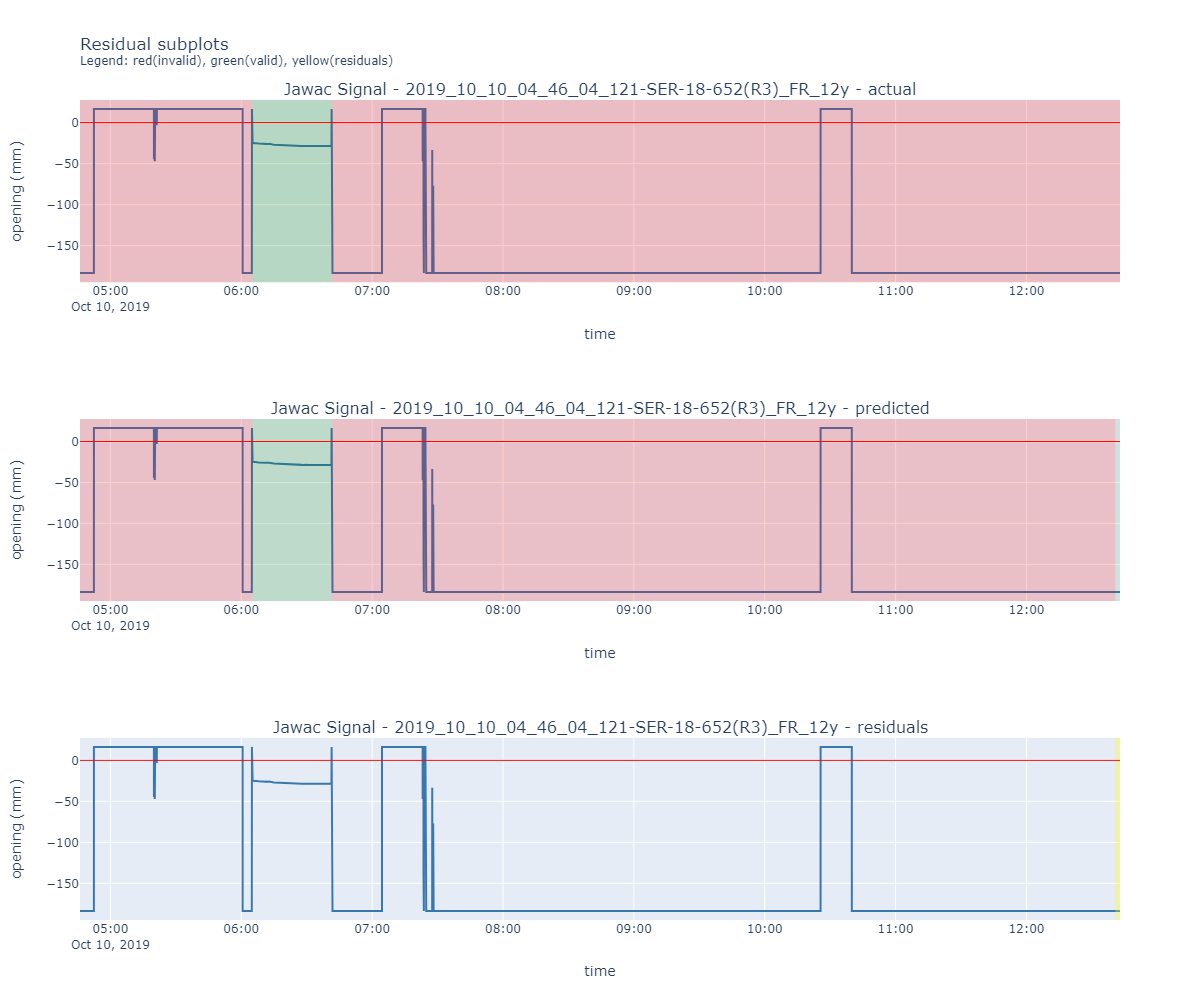 Residual subplots
Legend: red(invalid), green(valid), yellow(residuals)
Jawac Signal - 2019_10_10_04_46_04_121-SER-18-652(R3)_FR_12y - actual
opening (mm)
0
−50
−100
−150
05:00 06:00 07:00 08:00 09:00 10:00 11:00 12:00
Oct 10, 2019
time
Jawac Signal - 2019_10_10_04_46_04_121-SER-18-652(R3)_FR_12y - predicted
opening (mm)
0
−50
−100
−150
05:00 06:00 07:00 08:00 09:00 10:00 11:00 12:00
Oct 10, 2019
time
Jawac Signal - 2019_10_10_04_46_04_121-SER-18-652(R3)_FR_12y - residuals
opening (mm)
0
−50
−100
−150
05:00 06:00 07:00 08:00 09:00 10:00 11:00 12:00
Oct 10, 2019
time